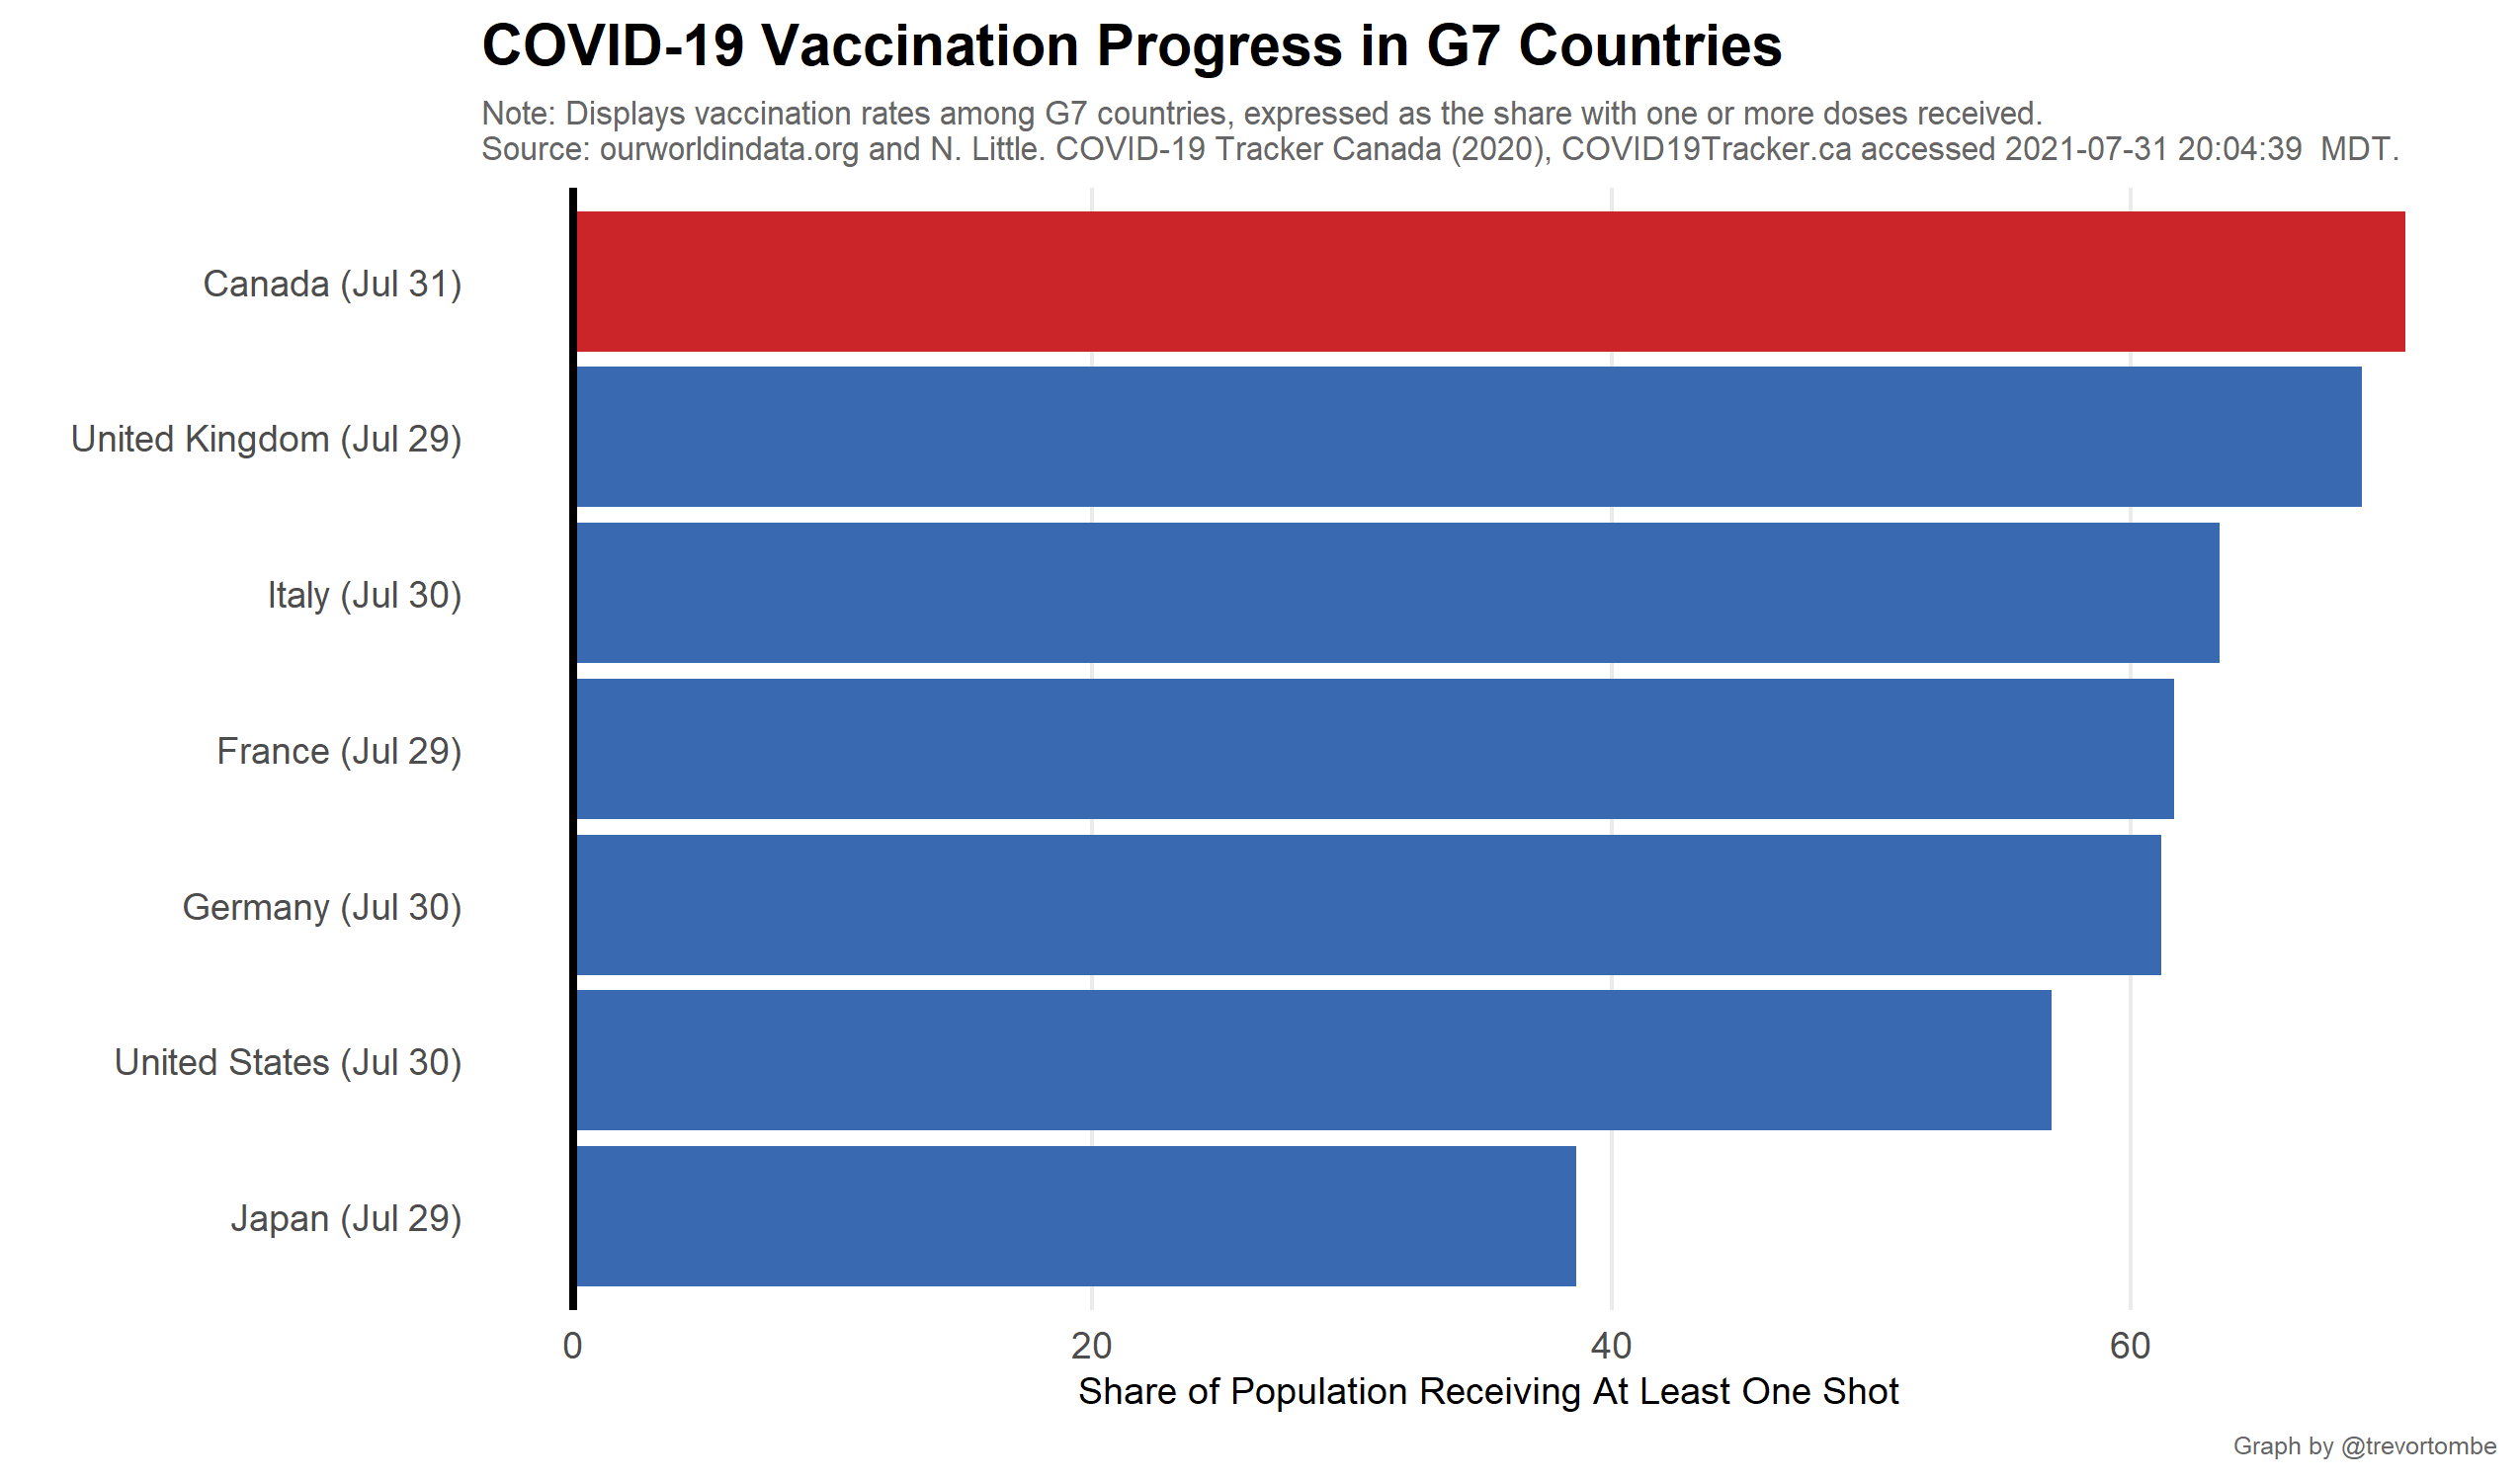 COVID-19 Vaccination Progress in G7 Countries
Note: Displays vaccination rates among G7 countries, expressed as the share with one or more doses received.
Source: ourworldindata.org and N. Little. COVID-19 Tracker Canada (2020), COVID19Tracker.ca accessed 2021-07-31 20:04:39  MDT.
Canada (Jul 31)
United Kingdom (Jul 29)
Italy (Jul 30)
France (Jul 29)
Germany (Jul 30)
United States (Jul 30)
Japan (Jul 29)
0 20 40 60
Share of Population Receiving At Least One Shot
Graph by @trevortombe